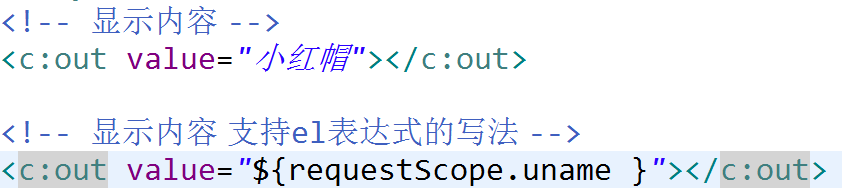 <!-- 显示内容 -->
<c:out value="小红帽"></c:out>
<!-- 显示内容 支持el表达式的写法 -->
<c:out value="${requestScope.uname }"></c:out>